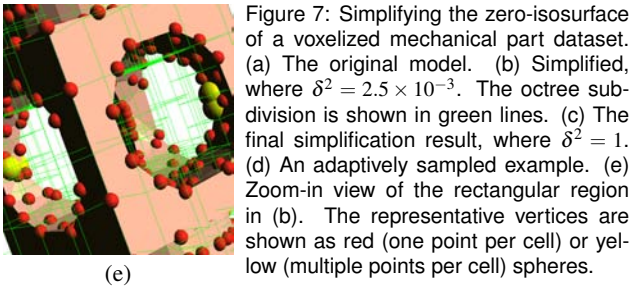 Figure 7: Simplifying the zero-isosurface
of a voxelized mechanical part dataset.
(a) The original model. (b) Simplified,
where δ² = 2.5 × 10⁻³. The octree sub-
division is shown in green lines. (c) The
final simplification result, where δ² = 1.
(d) An adaptively sampled example. (e)
Zoom-in view of the rectangular region
in (b). The representative vertices are
shown as red (one point per cell) or yel-
low (multiple points per cell) spheres.
(e)